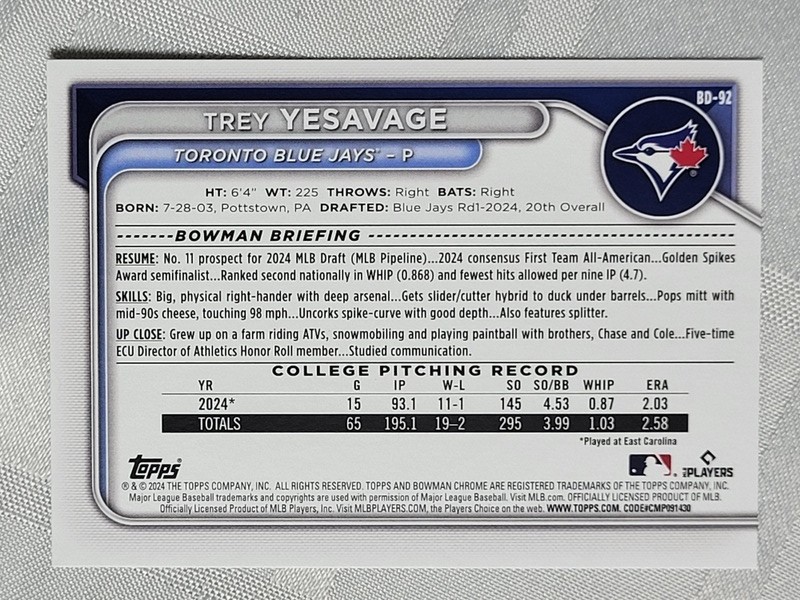 BD-92
TREY YESAVAGE
TORONTO BLUE JAYS™ – P
HT: 6'4" WT: 225 THROWS: Right BATS: Right
BORN: 7-28-03, Pottstown, PA DRAFTED: Blue Jays Rd1-2024, 20th Overall
BOWMAN BRIEFING
RESUME: No. 11 prospect for 2024 MLB Draft (MLB Pipeline)...2024 consensus First Team All-American...Golden Spikes
Award semifinalist...Ranked second nationally in WHIP (0.868) and fewest hits allowed per nine IP (4.7).
SKILLS: Big, physical right-hander with deep arsenal...Gets slider/cutter hybrid to duck under barrels...Pops mitt with
mid-90s cheese, touching 98 mph...Uncorks spike-curve with good depth...Also features splitter.
UP CLOSE: Grew up on a farm riding ATVs, snowmobiling and playing paintball with brothers, Chase and Cole...Five-time
ECU Director of Athletics Honor Roll member...Studied communication.
COLLEGE PITCHING RECORD
YR G IP W-L SO SO/BB WHIP ERA
2024* 15 93.1 11-1 145 4.53 0.87 2.03
TOTALS 65 195.1 19–2 295 3.99 1.03 2.58
*Played at East Carolina
Topps®
MLB PLAYERS
® & © 2024 THE TOPPS COMPANY, INC. ALL RIGHTS RESERVED. TOPPS AND BOWMAN CHROME ARE REGISTERED TRADEMARKS OF THE TOPPS COMPANY, INC.
Major League Baseball trademarks and copyrights are used with permission of Major League Baseball. Visit MLB.com. OFFICIALLY LICENSED PRODUCT OF MLB.
Officially Licensed Product of MLB Players, Inc. Visit MLBPLAYERS.com, the Players Choice on the web. WWW.TOPPS.COM. CODE#CMP091430